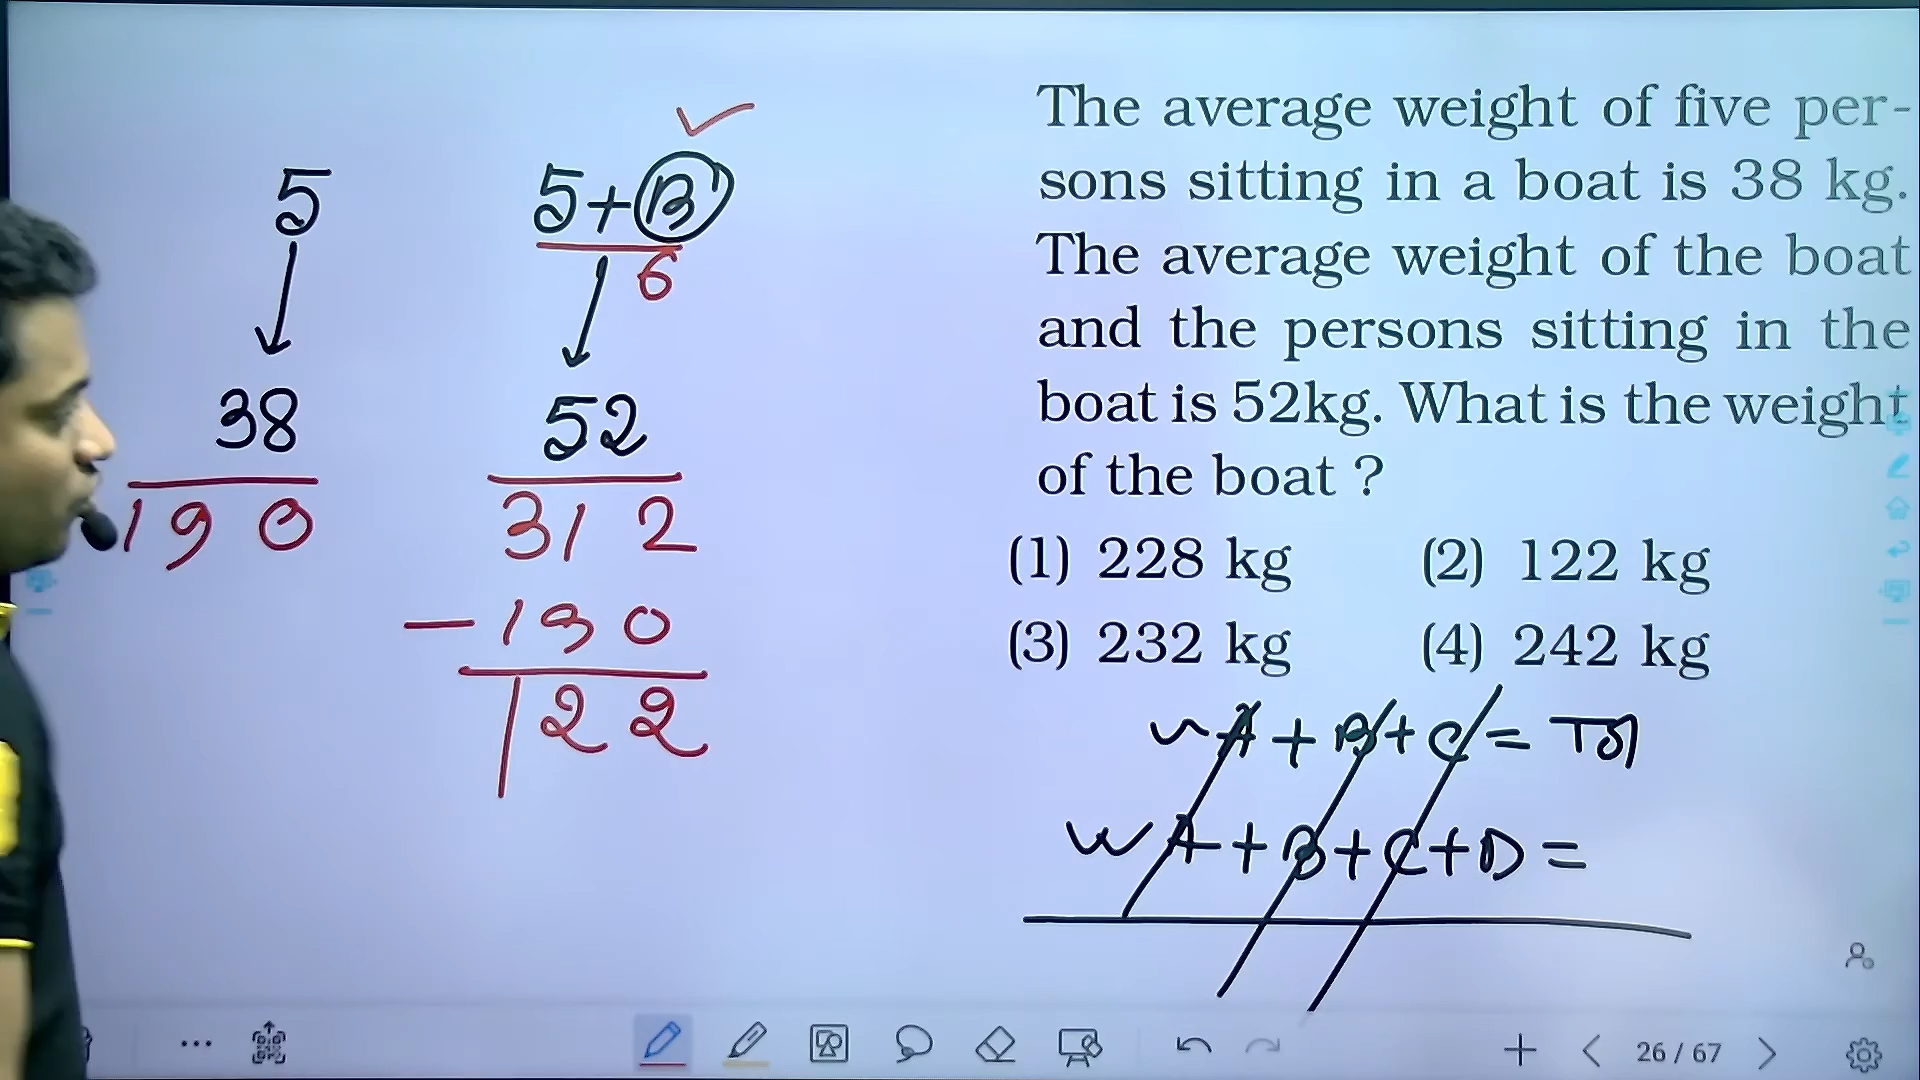 5
38
190
5+B
6
52
312
-190
122
The average weight of five per-
sons sitting in a boat is 38 kg.
The average weight of the boat
and the persons sitting in the
boat is 52kg. What is the weight
of the boat ?
(1) 228 kg (2) 122 kg
(3) 232 kg (4) 242 kg
A + B + C =
W A + B + C + D =
26 / 67